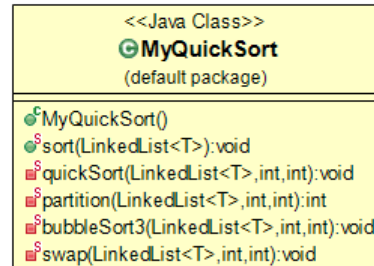 <<Java Class>>
MyQuickSort
(default package)
MyQuickSort()
sort(LinkedList<T>):void
quickSort(LinkedList<T>,int,int):void
partition(LinkedList<T>,int,int):int
bubbleSort3(LinkedList<T>,int,int):void
swap(LinkedList<T>,int,int):void